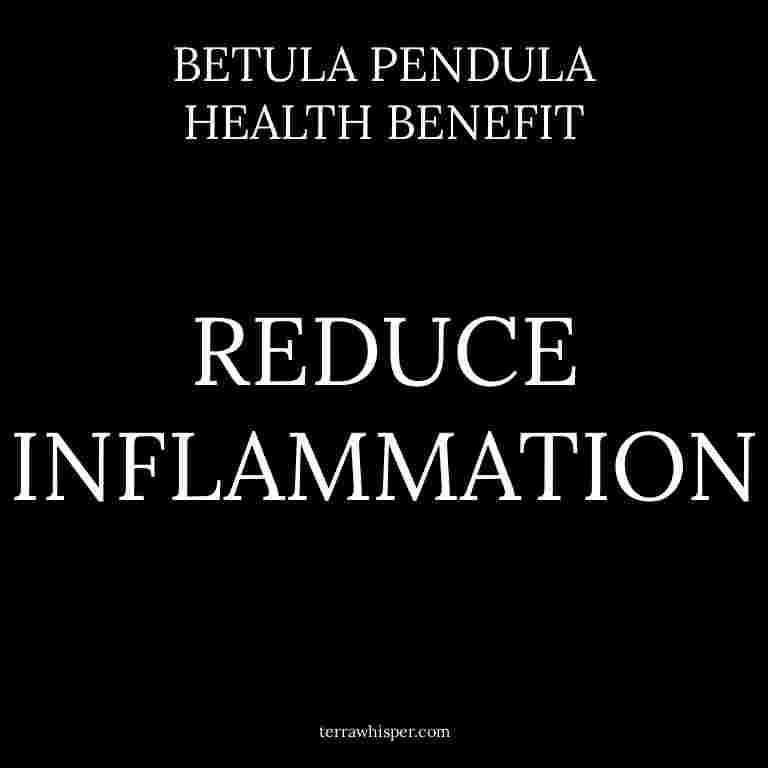 BETULA PENDULA
HEALTH BENEFIT
REDUCE
INFLAMMATION
terrawhisper.com